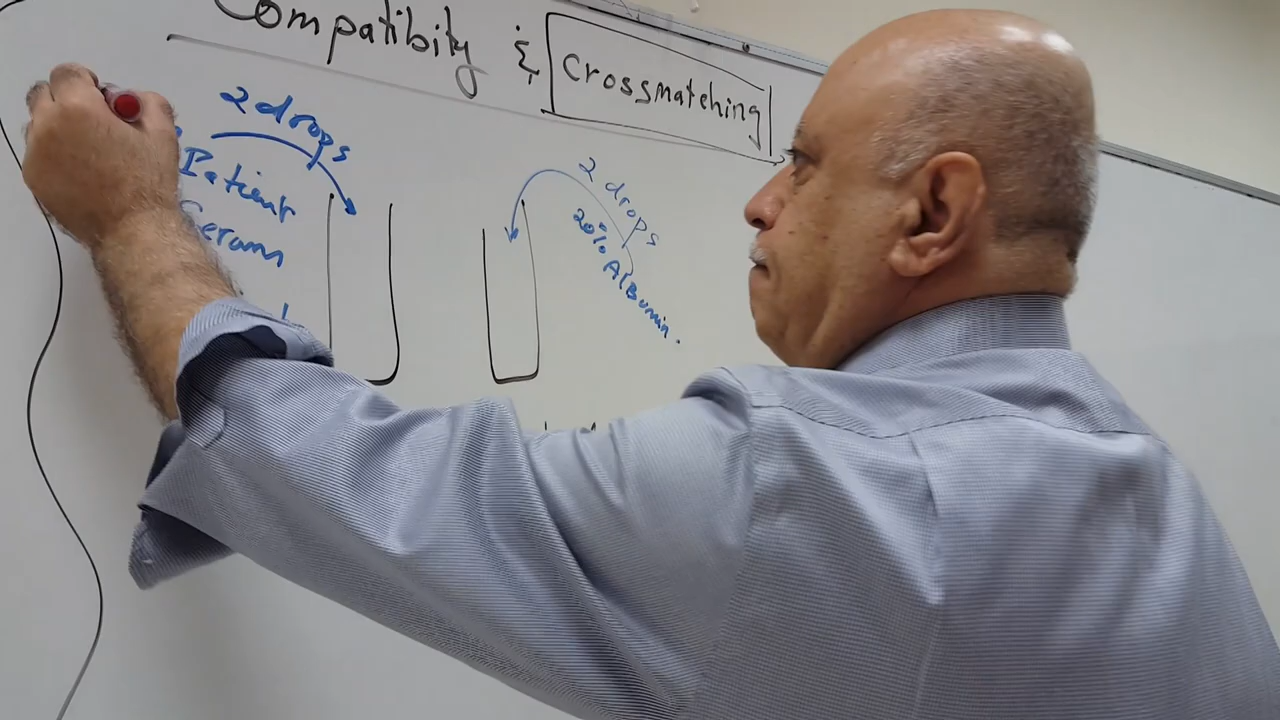 Compatibity & Crossmatching
2 drops
Patient
Serum
2 drops
20% Albumin.